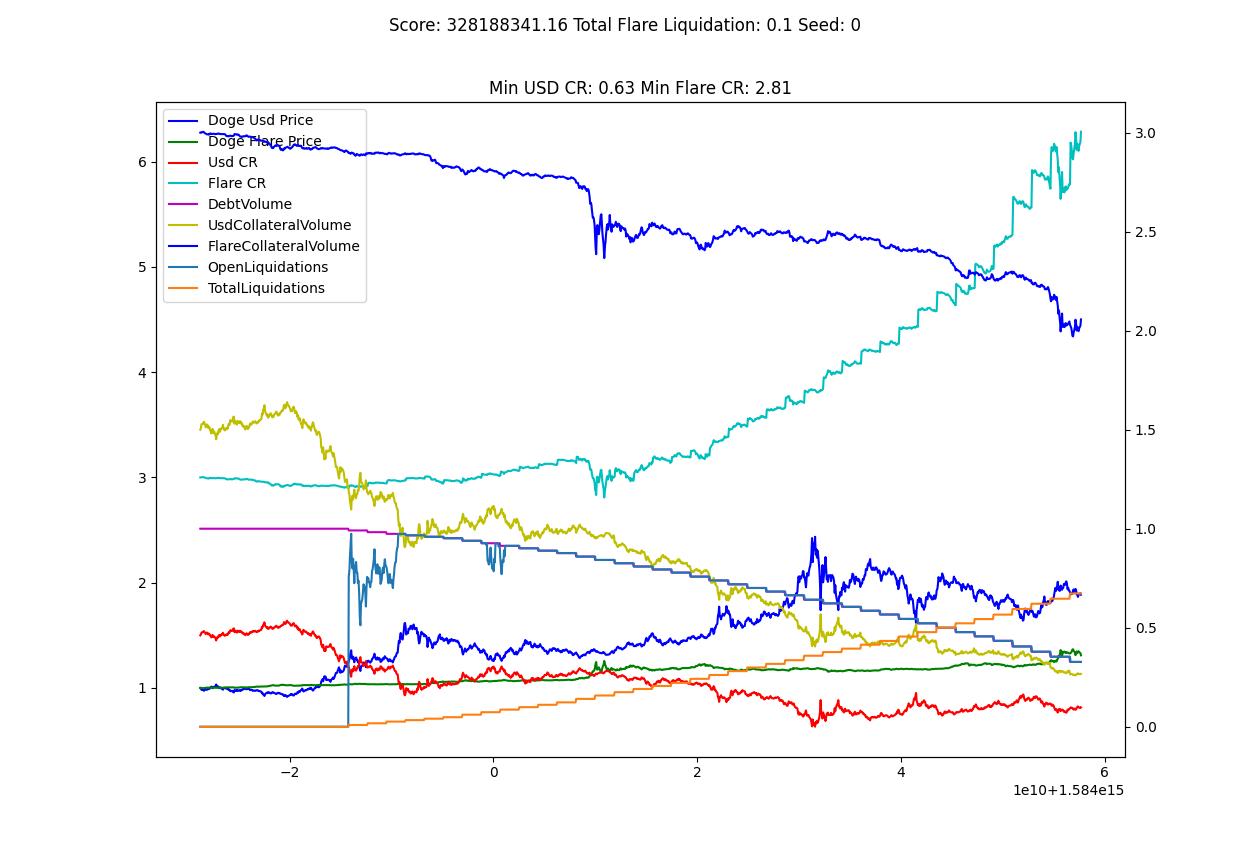 Score: 328188341.16 Total Flare Liquidation: 0.1 Seed: 0
Min USD CR: 0.63 Min Flare CR: 2.81
Doge Usd Price
Doge Flare Price
Usd CR
Flare CR
DebtVolume
UsdCollateralVolume
FlareCollateralVolume
OpenLiquidations
TotalLiquidations
6
5
4
3
2
1
3.0
2.5
2.0
1.5
1.0
0.5
0.0
−2
0
2
4
6
1e10+1.584e15